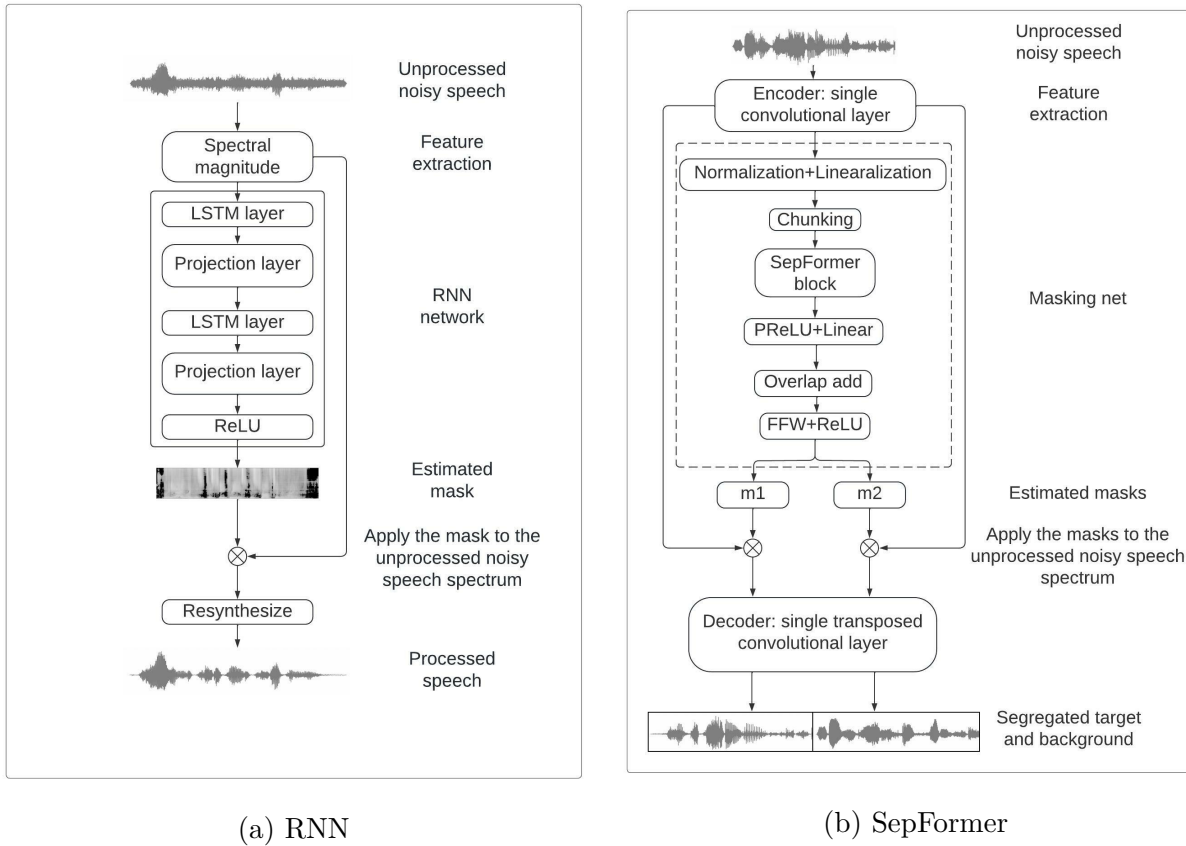 Unprocessed
noisy speech
Spectral
magnitude
Feature
extraction
LSTM layer
Projection layer
RNN
network
LSTM layer
Projection layer
ReLU
Estimated
mask
Apply the mask to the
unprocessed noisy
speech spectrum
Resynthesize
Processed
speech
(a) RNN
Unprocessed
noisy speech
Encoder: single
convolutional layer
Feature
extraction
Normalization+Linearalization
Chunking
SepFormer
block
Masking net
PReLU+Linear
Overlap add
FFW+ReLU
m1
m2
Estimated masks
Apply the masks to the
unprocessed noisy speech
spectrum
Decoder: single transposed
convolutional layer
Segregated target
and background
(b) SepFormer